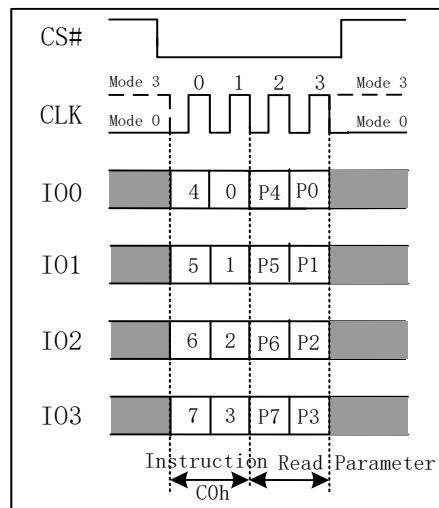 CS#
Mode 3 0 1 2 3 Mode 3
CLK
Mode 0 Mode 0
IO0 4 0 P4 P0
IO1 5 1 P5 P1
IO2 6 2 P6 P2
IO3 7 3 P7 P3
Instruction Read Parameter
C0h